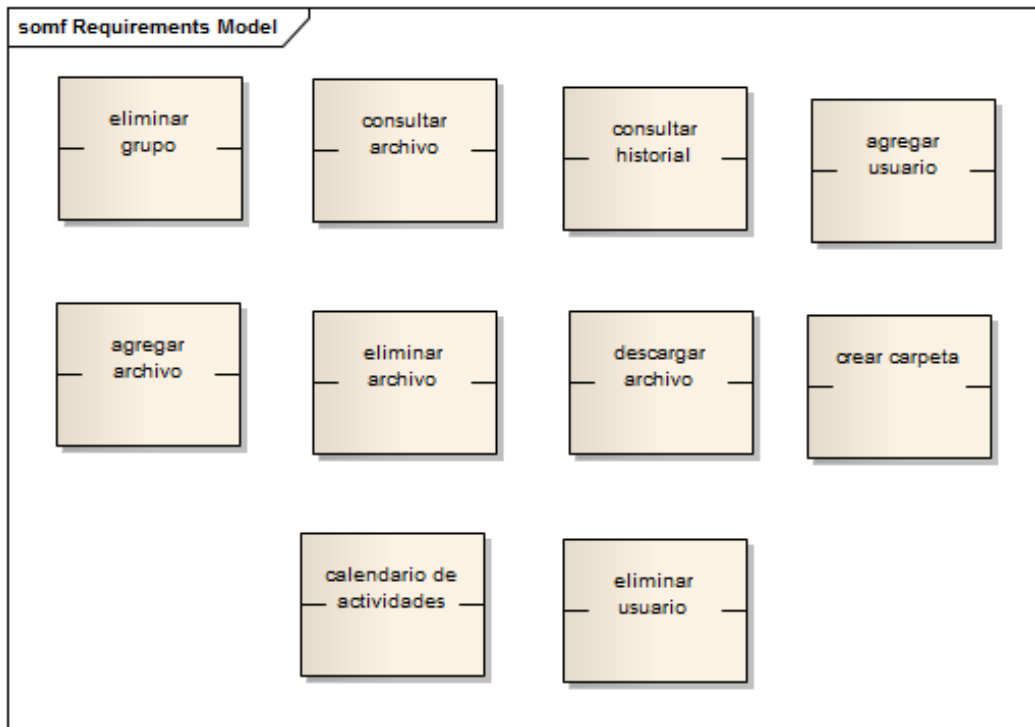 somf Requirements Model
eliminar
grupo
consultar
archivo
consultar
historial
agregar
usuario
agregar
archivo
eliminar
archivo
descargar
archivo
crear carpeta
calendario de
actividades
eliminar
usuario